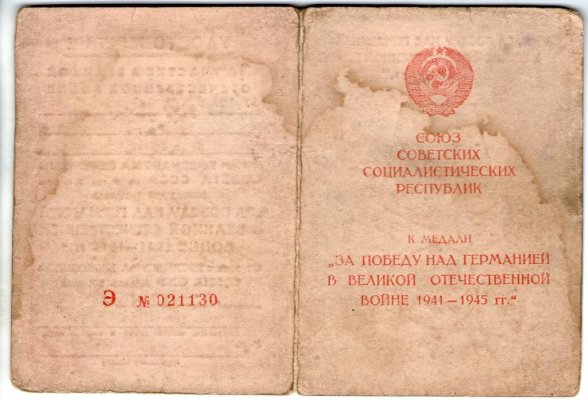 Э № 021130
СОЮЗ
СОВЕТСКИХ
СОЦИАЛИСТИЧЕСКИХ
РЕСПУБЛИК
К МЕДАЛИ
„ЗА ПОБЕДУ НАД ГЕРМАНИЕЙ
В ВЕЛИКОЙ ОТЕЧЕСТВЕННОЙ
ВОЙНЕ 1941—1945 гг.“